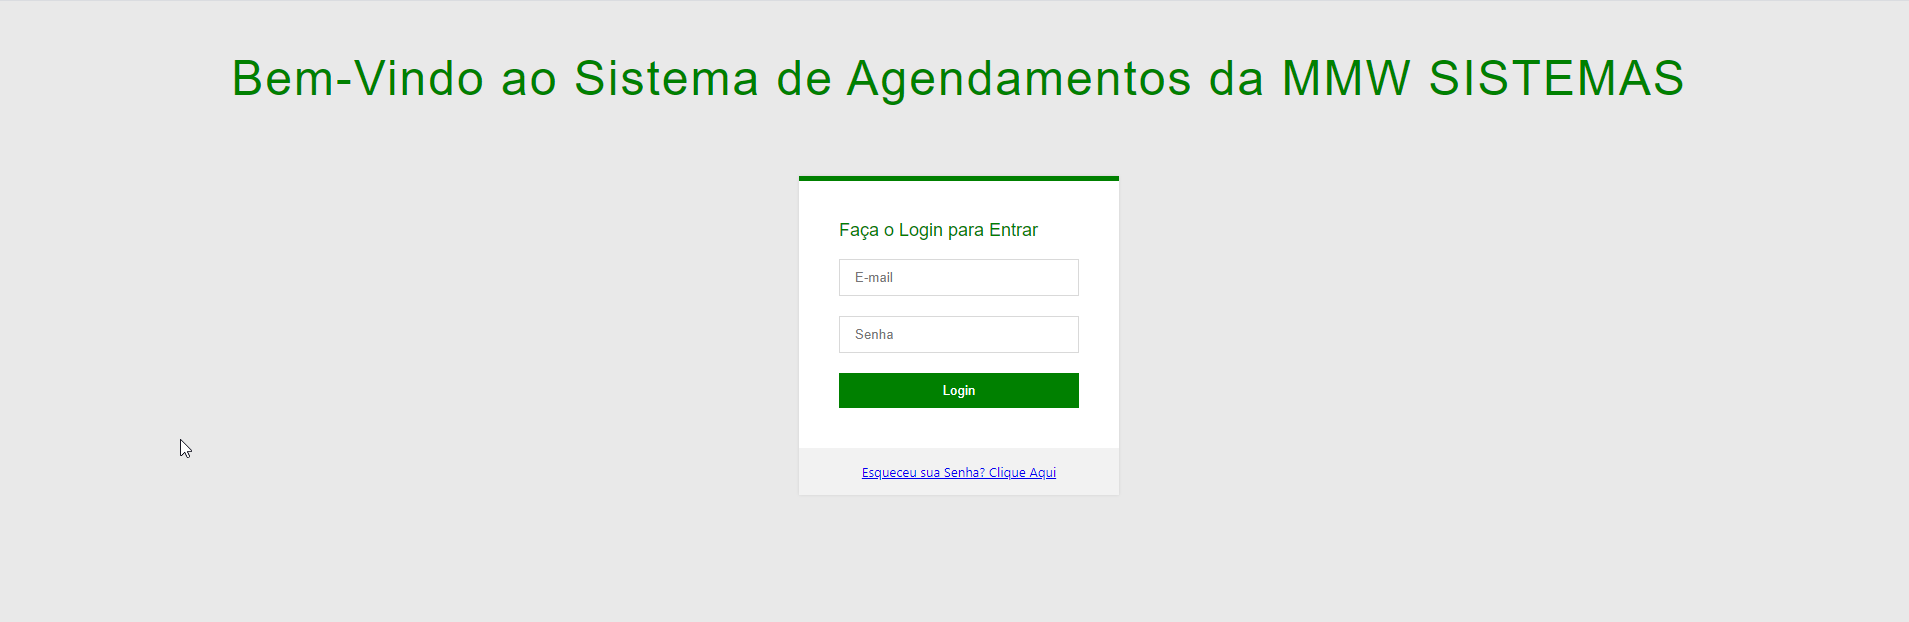 Bem-Vindo ao Sistema de Agendamentos da MMW SISTEMAS
Faça o Login para Entrar
E-mail
Senha
Login
Esqueceu sua Senha? Clique Aqui